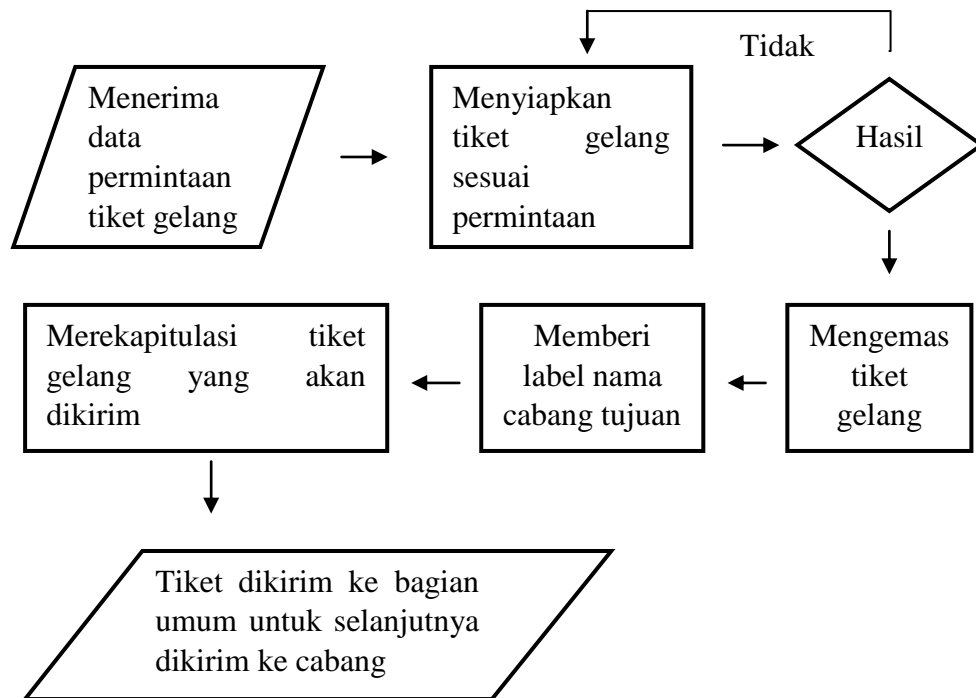 Tidak
Menerima
data
permintaan
tiket gelang
Menyiapkan
tiket gelang
sesuai
permintaan
Hasil
Mengemas
tiket
gelang
Memberi
label nama
cabang tujuan
Merekapitulasi tiket
gelang yang akan
dikirim
Tiket dikirim ke bagian
umum untuk selanjutnya
dikirim ke cabang